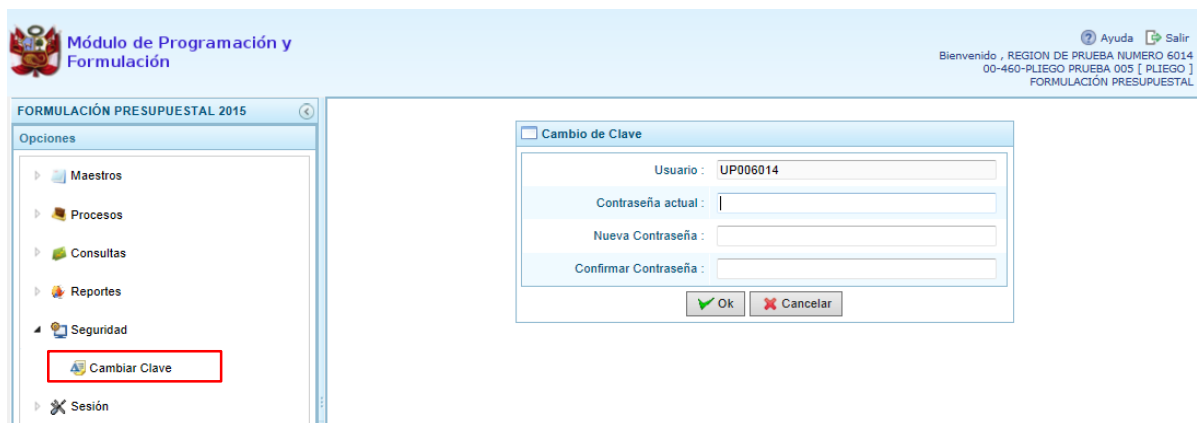 Módulo de Programación y
Formulación
Ayuda Salir
Bienvenido , REGION DE PRUEBA NUMERO 6014
00-460-PLIEGO PRUEBA 005 [ PLIEGO ]
FORMULACIÓN PRESUPUESTAL
FORMULACIÓN PRESUPUESTAL 2015
Opciones
Maestros
Procesos
Consultas
Reportes
Seguridad
Cambiar Clave
Sesión
Cambio de Clave
Usuario : UP006014
Contraseña actual :
Nueva Contraseña :
Confirmar Contraseña :
Ok Cancelar